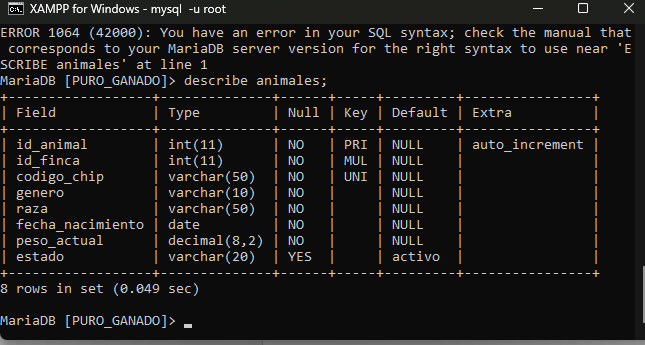 XAMPP for Windows - mysql -u root
ERROR 1064 (42000): You have an error in your SQL syntax; check the manual that
corresponds to your MariaDB server version for the right syntax to use near 'E
SCRIBE animales' at line 1
MariaDB [PURO_GANADO]> describe animales;
+------------------+--------------+------+-----+---------+----------------+
| Field            | Type         | Null | Key | Default | Extra          |
+------------------+--------------+------+-----+---------+----------------+
| id_animal        | int(11)      | NO   | PRI | NULL    | auto_increment |
| id_finca         | int(11)      | NO   | MUL | NULL    |                |
| codigo_chip      | varchar(50)  | NO   | UNI | NULL    |                |
| genero           | varchar(10)  | NO   |     | NULL    |                |
| raza             | varchar(50)  | NO   |     | NULL    |                |
| fecha_nacimiento | date         | NO   |     | NULL    |                |
| peso_actual      | decimal(8,2) | NO   |     | NULL    |                |
| estado           | varchar(20)  | YES  |     | activo  |                |
+------------------+--------------+------+-----+---------+----------------+
8 rows in set (0.049 sec)
MariaDB [PURO_GANADO]>